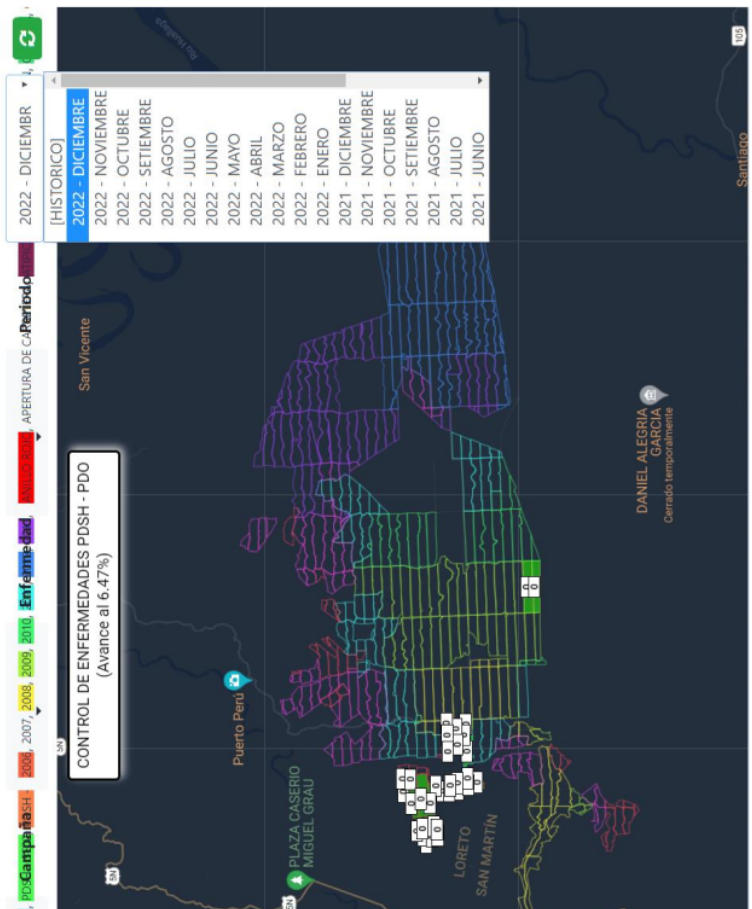 Campaña 2006, 2007, 2008, 2009, 2010, Enfermedad, ANILLO ROJO, APERTURA DE CA Periodo
2022 - DICIEMBR
[HISTORICO]
2022 - DICIEMBRE
2022 - NOVIEMBRE
2022 - OCTUBRE
2022 - SETIEMBRE
2022 - AGOSTO
2022 - JULIO
2022 - JUNIO
2022 - MAYO
2022 - ABRIL
2022 - MARZO
2022 - FEBRERO
2022 - ENERO
2021 - DICIEMBRE
2021 - NOVIEMBRE
2021 - OCTUBRE
2021 - SETIEMBRE
2021 - AGOSTO
2021 - JULIO
2021 - JUNIO
CONTROL DE ENFERMEDADES PDSH - PDO
(Avance al 6.47%)
San Vicente
Río Huallaga
5N
5N
5N
Puerto Perú
PLAZA CASERIO
MIGUEL GRAU
LORETO
SAN MARTÍN
DANIEL ALEGRIA
GARCIA
Cerrado temporalmente
Santiago
105